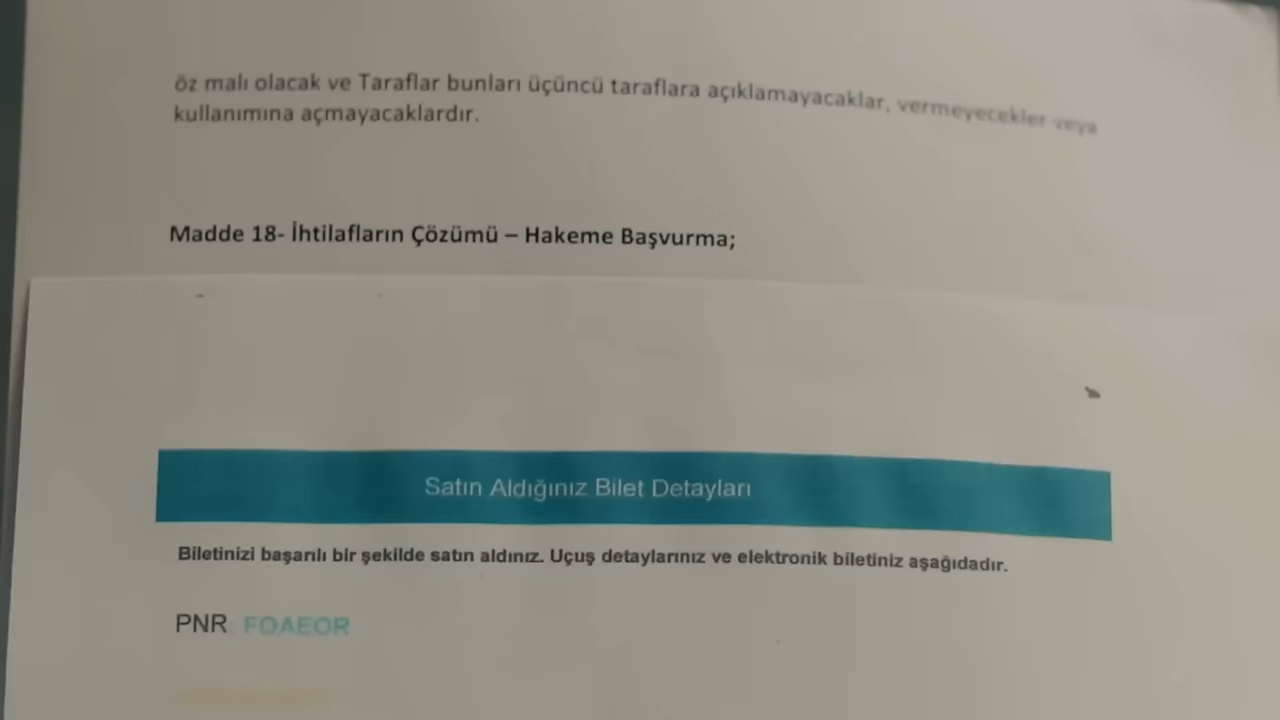 öz malı olacak ve Taraflar bunları üçüncü taraflara açıklamayacaklar, vermeyecekler veya
kullanımına açmayacaklardır.
Madde 18- İhtilafların Çözümü – Hakeme Başvurma;
Satın Aldığınız Bilet Detayları
Biletinizi başarılı bir şekilde satın aldınız. Uçuş detaylarınız ve elektronik biletiniz aşağıdadır.
PNR: FOAEOR